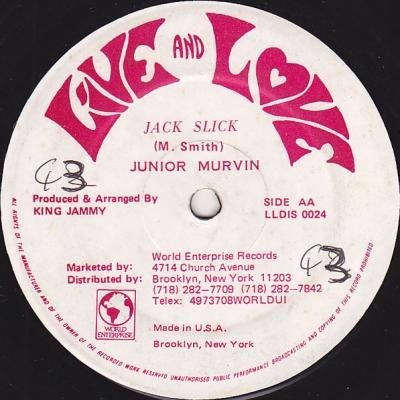 LIVE AND LOVE
JACK SLICK
(M. Smith)
JUNIOR MURVIN
43
Produced & Arranged By
KING JAMMY
SIDE AA
LLDIS 0024
43
World Enterprise Records
Marketed by: 4714 Church Avenue
Distributed by: Brooklyn, New York 11203
(718) 282-7709 (718) 282-7842
Telex: 4973708WORLDUI
WORLD
ENTERPRISE
Made in U.S.A.
Brooklyn, New York
ALL RIGHTS OF THE MANUFACTURER AND OF THE OWNER OF THE RECORDED WORK RESERVED UNAUTHORISED PUBLIC PERFORMANCE BROADCASTING AND COPYING OF THIS RECORD PROHIBITED